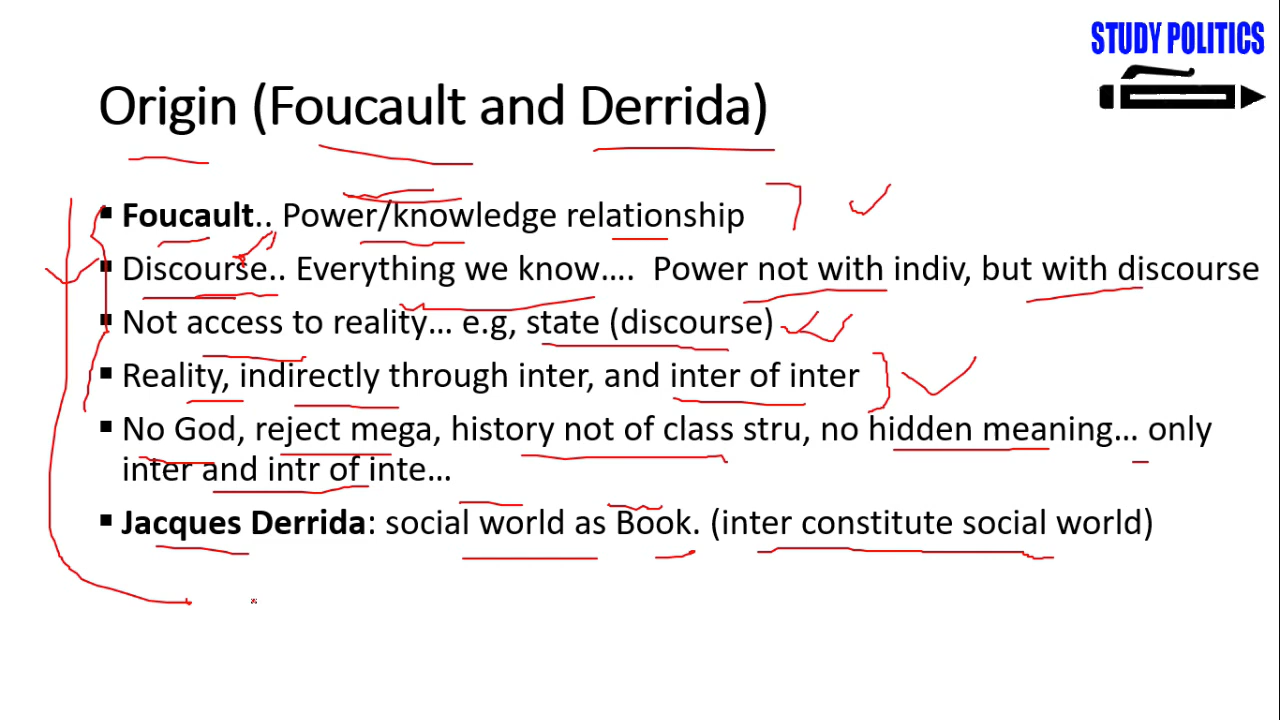 STUDY POLITICS
Origin (Foucault and Derrida)
▪ Foucault.. Power/knowledge relationship
▪ Discourse.. Everything we know…. Power not with indiv, but with discourse
▪ Not access to reality… e.g, state (discourse)
▪ Reality, indirectly through inter, and inter of inter
▪ No God, reject mega, history not of class stru, no hidden meaning… only
inter and intr of inte…
▪ Jacques Derrida: social world as Book. (inter constitute social world)